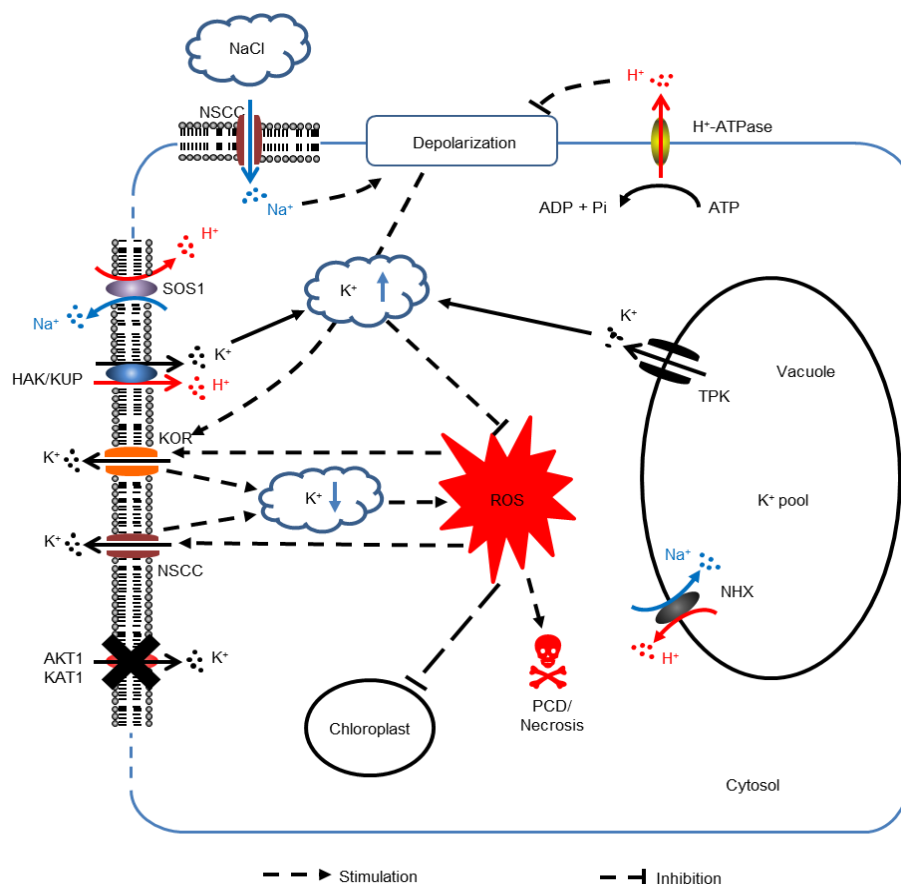 NaCl
NSCC
H⁺
H⁺-ATPase
Depolarization
Na⁺
ADP + Pi
ATP
H⁺
SOS1
Na⁺
K⁺
K⁺
K⁺
HAK/KUP
H⁺
TPK
Vacuole
KOR
K⁺
K⁺
ROS
K⁺ pool
K⁺
NSCC
Na⁺
NHX
H⁺
AKT1
KAT1
K⁺
PCD/
Necrosis
Chloroplast
Cytosol
Stimulation
Inhibition